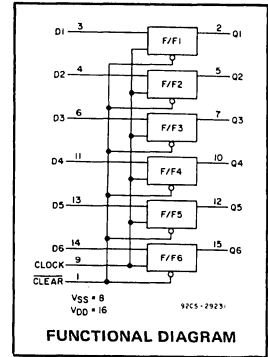 D1 3 F/F1 2 Q1
D2 4 F/F2 5 Q2
D3 6 F/F3 7 Q3
D4 11 F/F4 10 Q4
D5 13 F/F5 12 Q5
D6 14 F/F6 15 Q6
CLOCK 9
CLEAR 1
VSS = 8
VDD = 16
92CS-29231
FUNCTIONAL DIAGRAM